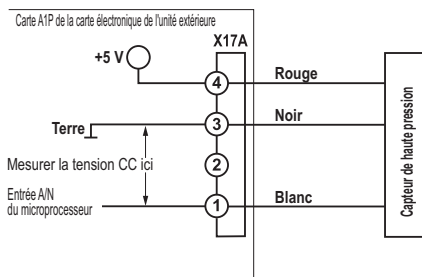 Carte A1P de la carte électronique de l'unité extérieure
X17A
+5 V
4
Rouge
Terre
3
Noir
Mesurer la tension CC ici
2
Entrée A/N
du microprocesseur
1
Blanc
Capteur de haute pression